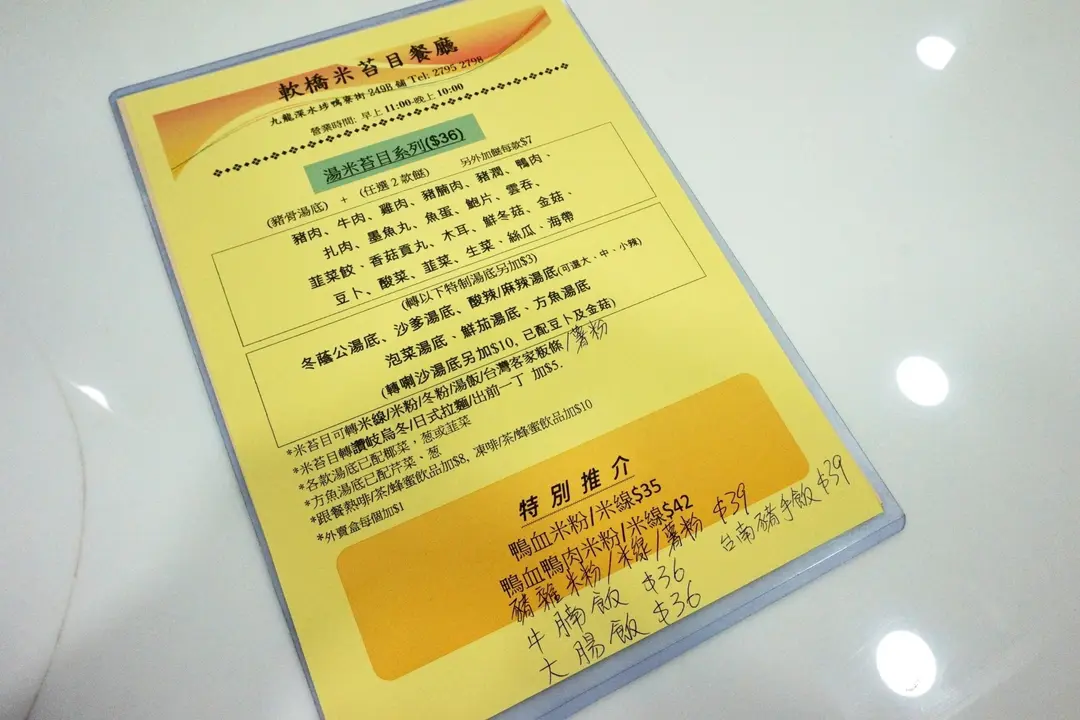 軟橋米苔目餐廳
九龍深水埗鴨寮街 249H 舖 Tel: 2795 2798
營業時間: 早上 11:00-晚上 10:00
湯米苔目系列($36)
(豬骨湯底) + (任選 2 款餸) 另外加餸每款$7
豬肉、牛肉、雞肉、豬腩肉、豬潤、鴨肉、
扎肉、墨魚丸、魚蛋、鮑片、雲吞、
韮菜餃、香菇貢丸、木耳、鮮冬菇、金菇、
豆卜、酸菜、韮菜、生菜、絲瓜、海帶
(轉以下特制湯底另加$3)
冬蔭公湯底、沙爹湯底、酸辣/麻辣湯底(可選大、中、小辣)
泡菜湯底、鮮茄湯底、方魚湯底
(轉喇沙湯底另加$10, 已配豆卜及金菇)
*米苔目可轉米線/米粉/冬粉/湯飯/台灣客家粄條/薯粉
*米苔目轉讚岐烏冬/日式拉麵/出前一丁 加$5.
*各款湯底已配椰菜，葱或韮菜
*方魚湯底已配芹菜、葱
*跟餐熱啡/茶/蜂蜜飲品加$8, 凍啡/茶/蜂蜜飲品加$10
*外賣盒每個加$1
特別推介
鴨血米粉/米線$35
鴨血鴨肉米粉/米線$42
豬雜米粉/米線/薯粉 $39
牛腩飯 $36
大腸飯 $36
台南豬手飯 $39